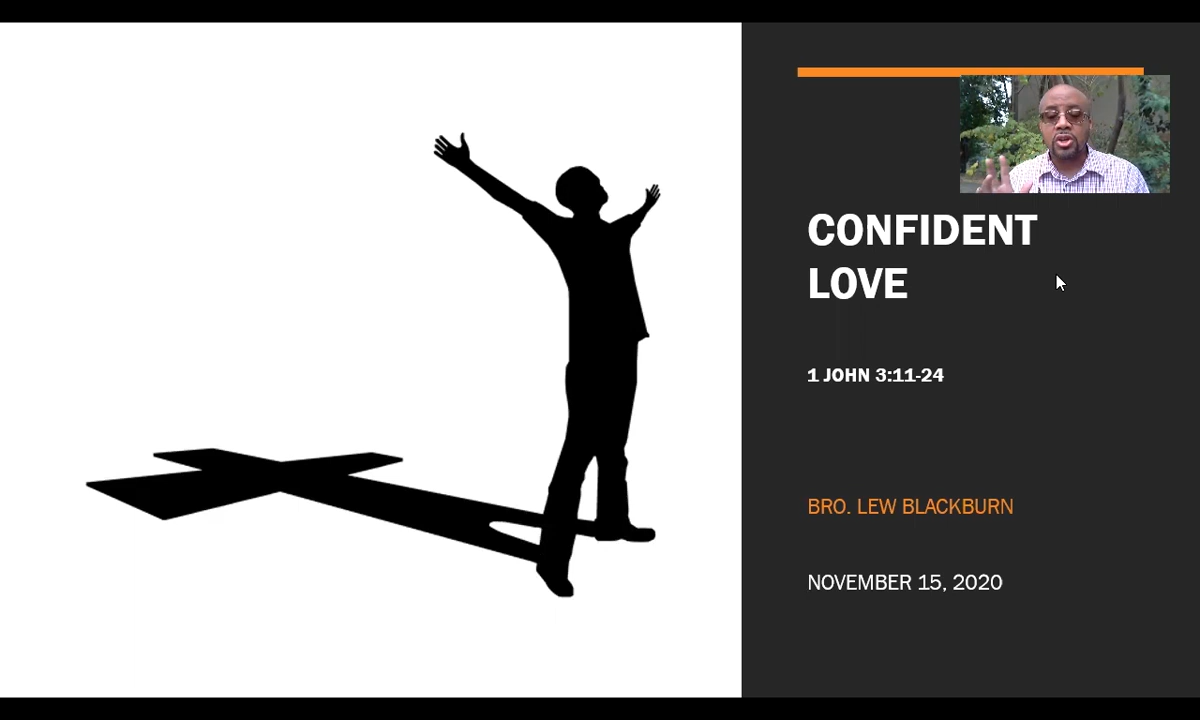 CONFIDENT
LOVE
1 JOHN 3:11-24
BRO. LEW BLACKBURN
NOVEMBER 15, 2020